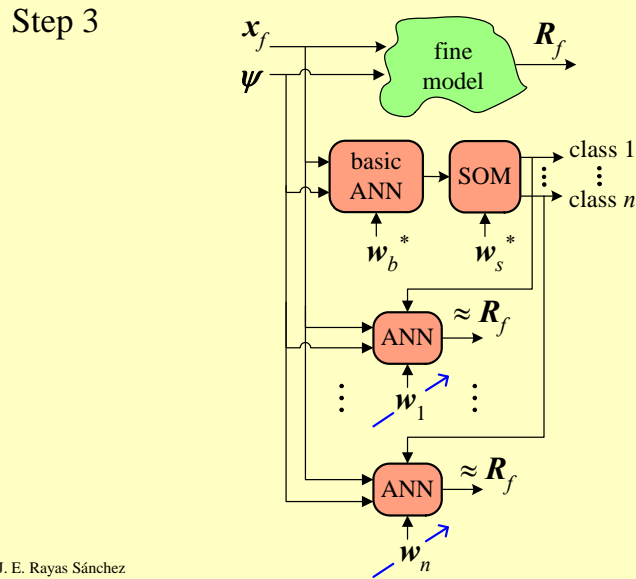 Step 3
x_f
ψ
fine
model
R_f
basic
ANN
SOM
class 1
⋮
class n
w_b*
w_s*
ANN
≈ R_f
⋮
w_1
⋮
ANN
≈ R_f
w_n
J. E. Rayas Sánchez